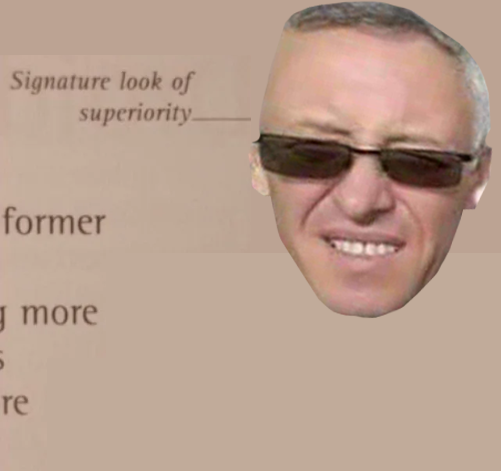 Signature look of
superiority
former
g more
s
re